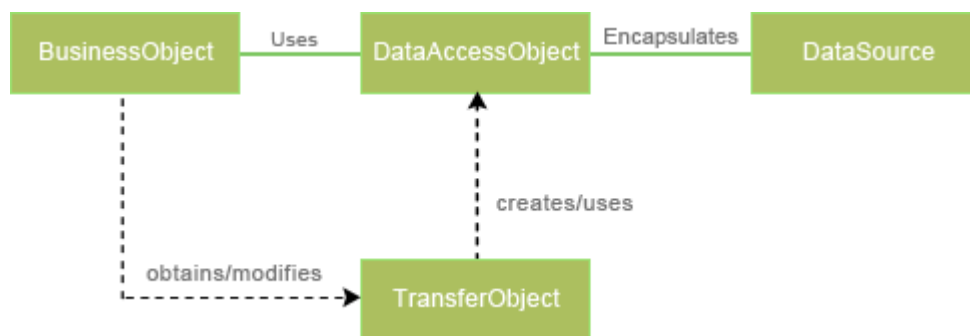 BusinessObject
Uses
DataAccessObject
Encapsulates
DataSource
creates/uses
obtains/modifies
TransferObject